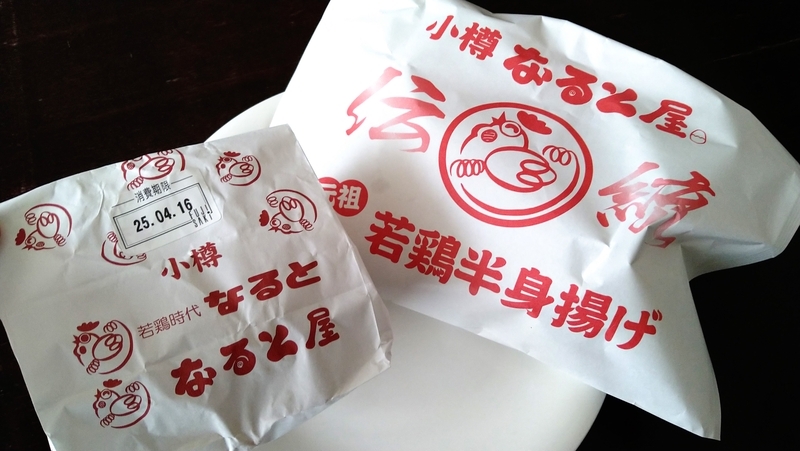 消費期限
25.04.16
小樽
若鶏時代 なると
なると屋
小樽 なると屋
伝統
元祖
若鶏半身揚げ